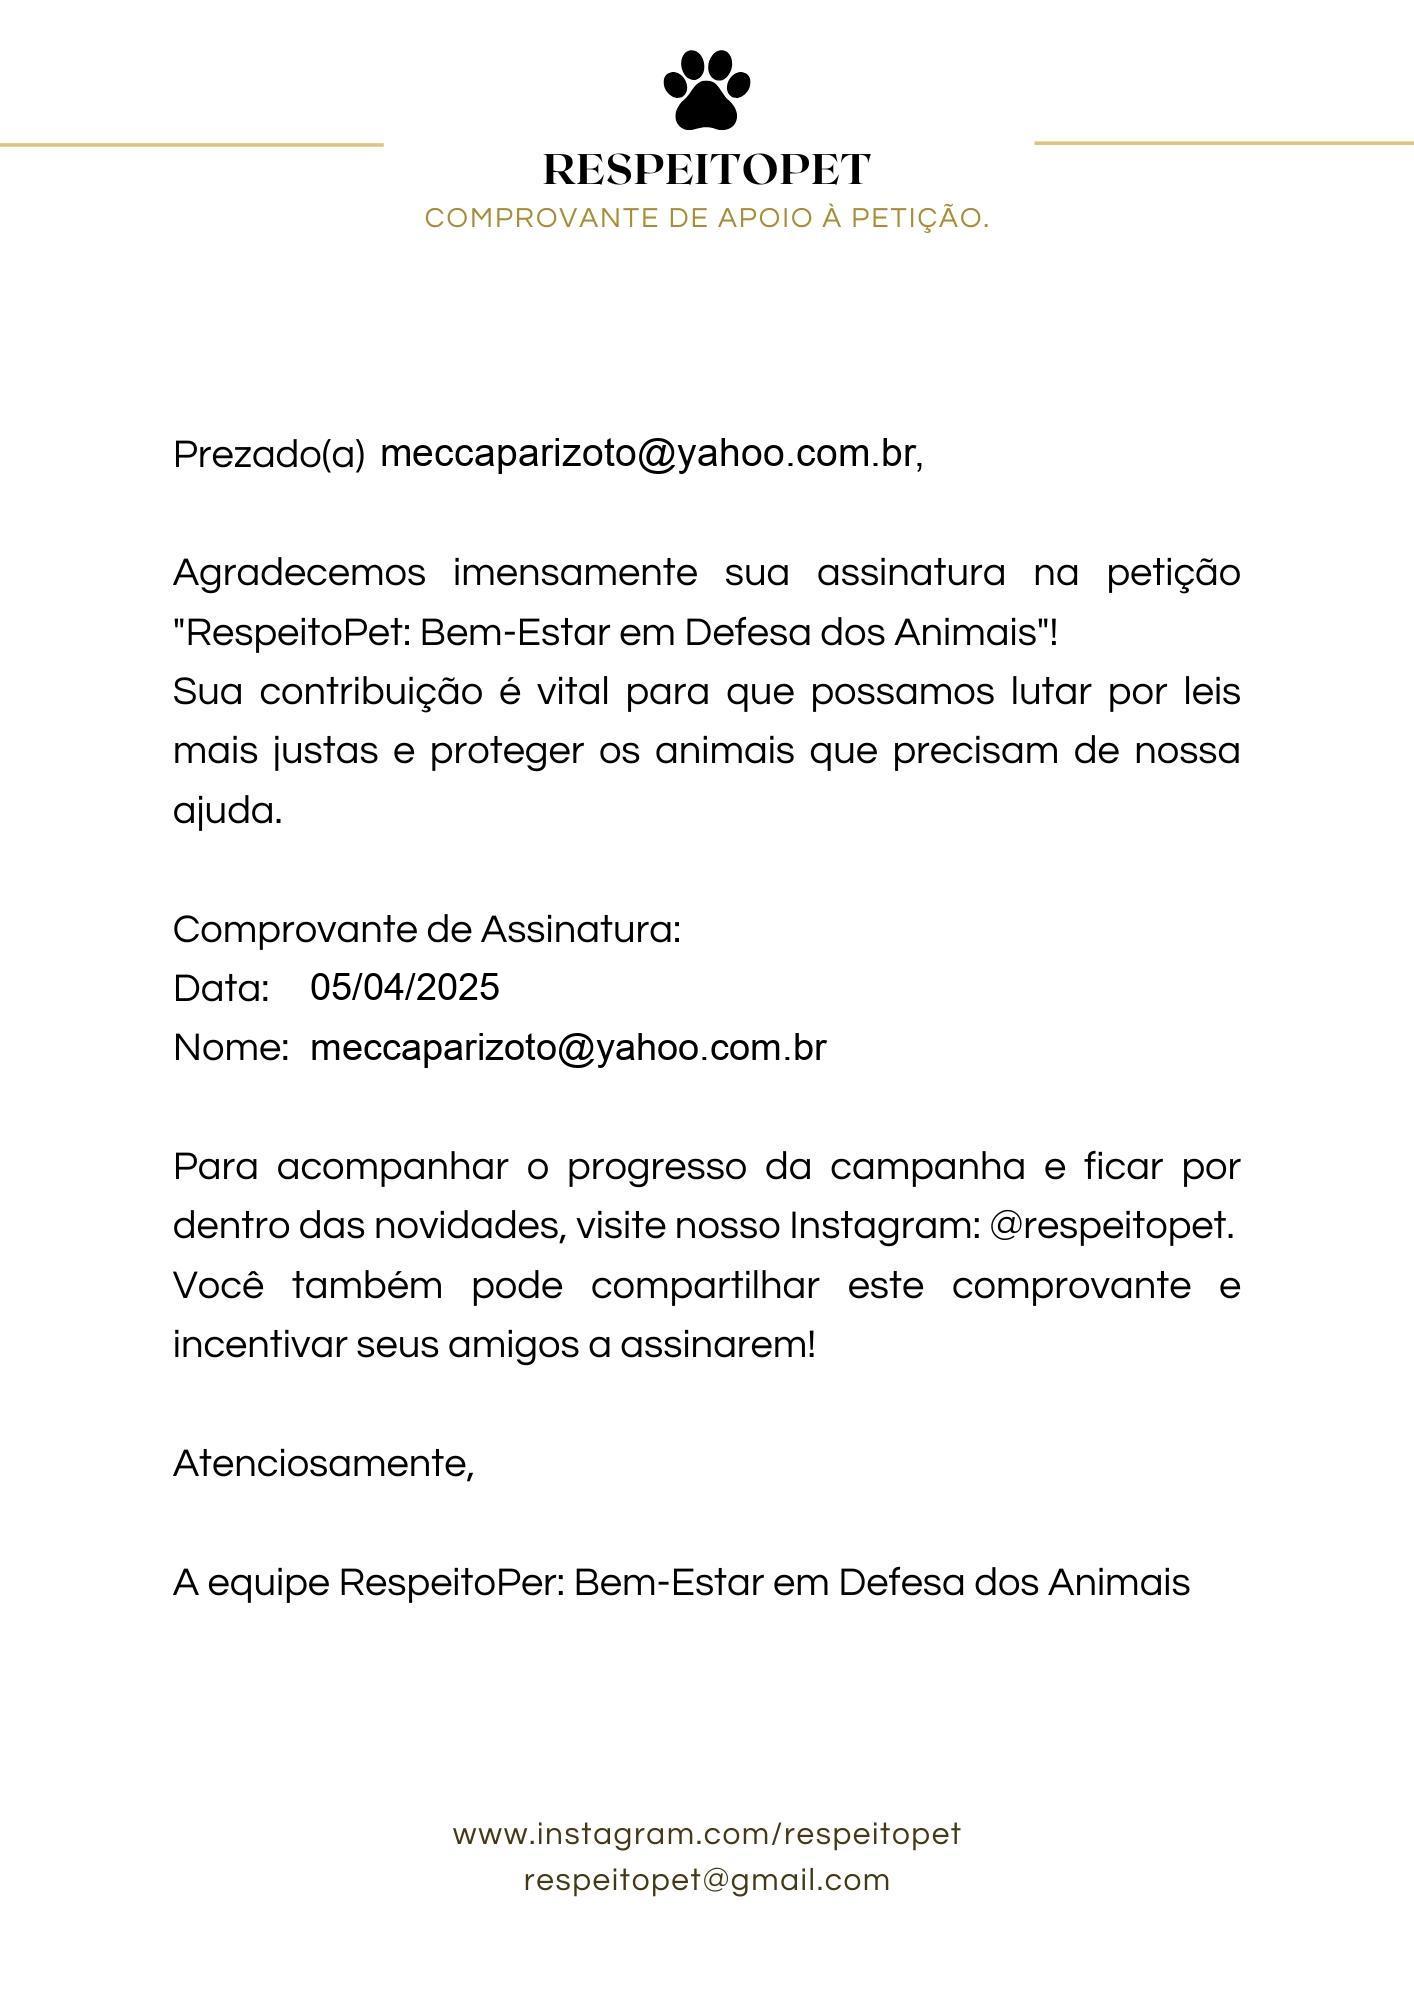 RESPEITOPET
COMPROVANTE DE APOIO À PETIÇÃO.
Prezado(a) meccaparizoto@yahoo.com.br,
Agradecemos imensamente sua assinatura na petição
"RespeitoPet: Bem-Estar em Defesa dos Animais"!
Sua contribuição é vital para que possamos lutar por leis
mais justas e proteger os animais que precisam de nossa
ajuda.
Comprovante de Assinatura:
Data: 05/04/2025
Nome: meccaparizoto@yahoo.com.br
Para acompanhar o progresso da campanha e ficar por
dentro das novidades, visite nosso Instagram: @respeitopet.
Você também pode compartilhar este comprovante e
incentivar seus amigos a assinarem!
Atenciosamente,
A equipe RespeitoPer: Bem-Estar em Defesa dos Animais
www.instagram.com/respeitopet
respeitopet@gmail.com